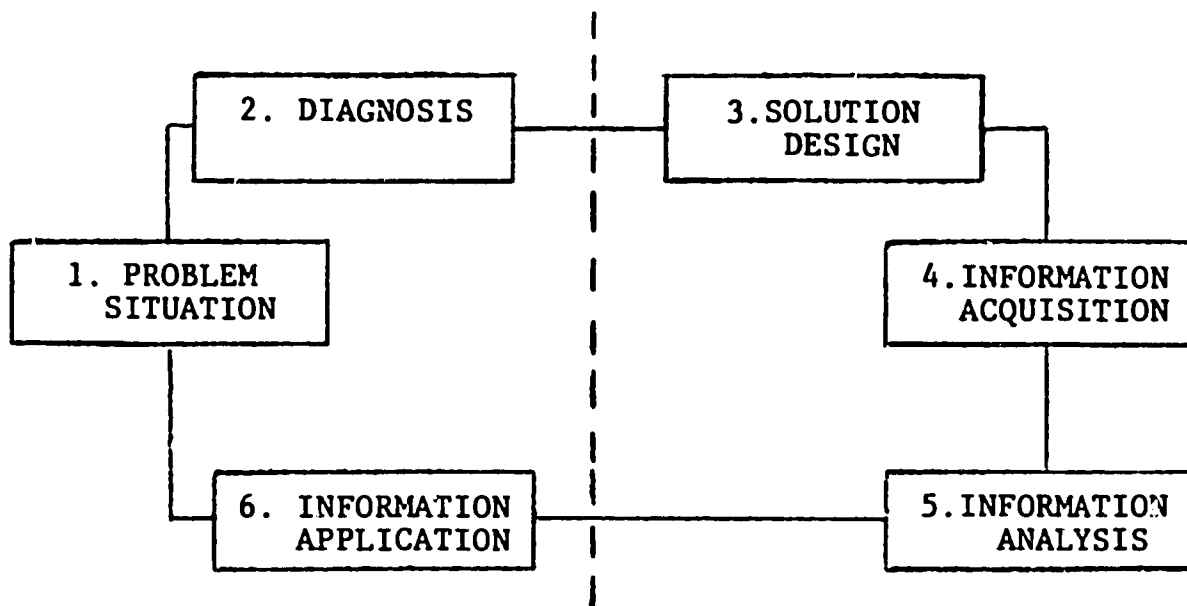 2. DIAGNOSIS
3.SOLUTION
DESIGN
1. PROBLEM
SITUATION
4.INFORMATION
ACQUISITION
6. INFORMATION
APPLICATION
5.INFORMATION
ANALYSIS